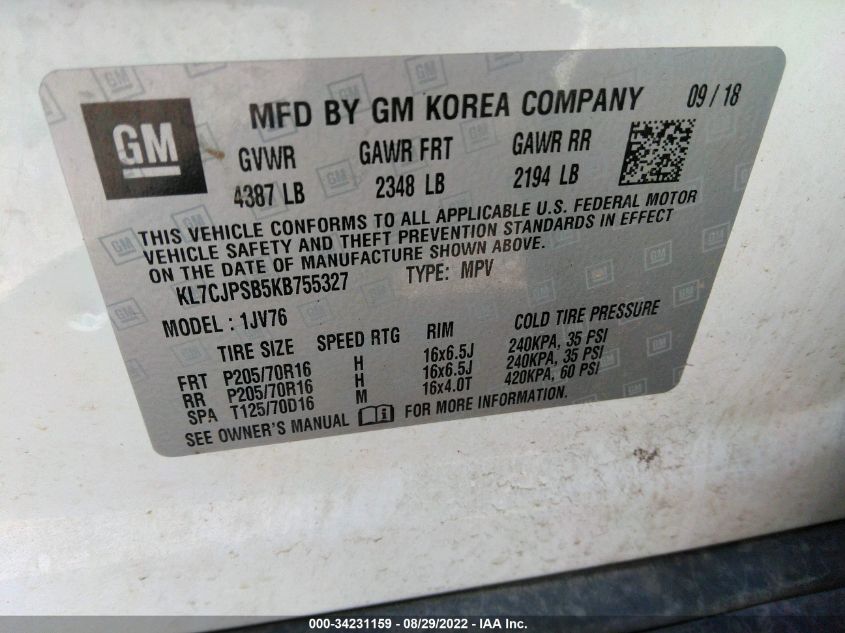 GM
MFD BY GM KOREA COMPANY 09 / 18
GVWR GAWR FRT GAWR RR
4387 LB 2348 LB 2194 LB
THIS VEHICLE CONFORMS TO ALL APPLICABLE U.S. FEDERAL MOTOR
VEHICLE SAFETY AND THEFT PREVENTION STANDARDS IN EFFECT
ON THE DATE OF MANUFACTURE SHOWN ABOVE.
KL7CJPSB5KB755327 TYPE: MPV
MODEL : 1JV76
TIRE SIZE SPEED RTG RIM COLD TIRE PRESSURE
FRT P205/70R16 H 16x6.5J 240KPA, 35 PSI
RR P205/70R16 H 16x6.5J 240KPA, 35 PSI
SPA T125/70D16 M 16x4.0T 420KPA, 60 PSI
SEE OWNER'S MANUAL FOR MORE INFORMATION.
000-34231159 - 08/29/2022 - IAA Inc.